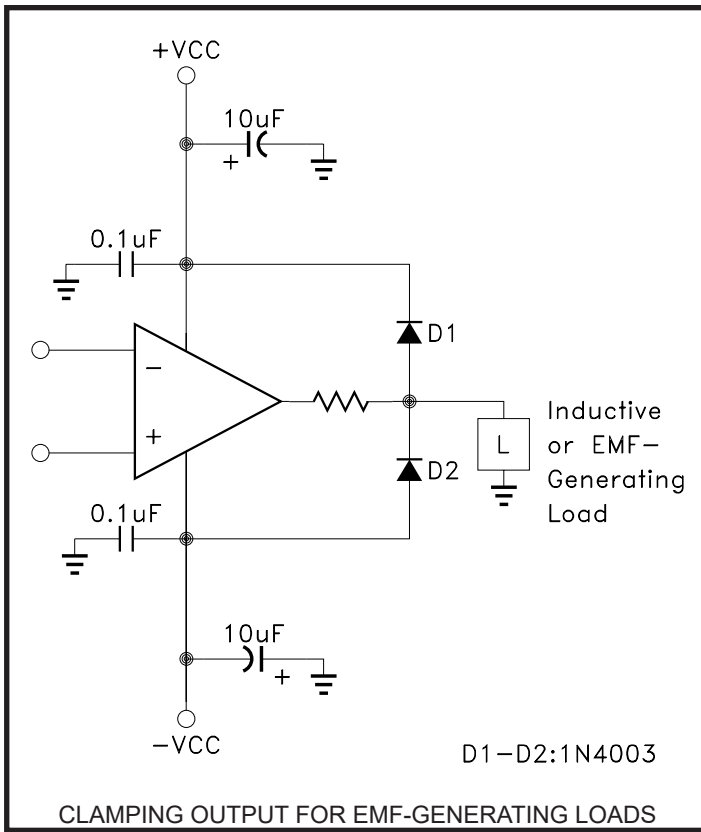 +VCC
10uF
+
0.1uF
D1
−
+
L
Inductive
or EMF−
Generating
Load
D2
0.1uF
10uF
+
−VCC
D1−D2:1N4003
CLAMPING OUTPUT FOR EMF-GENERATING LOADS